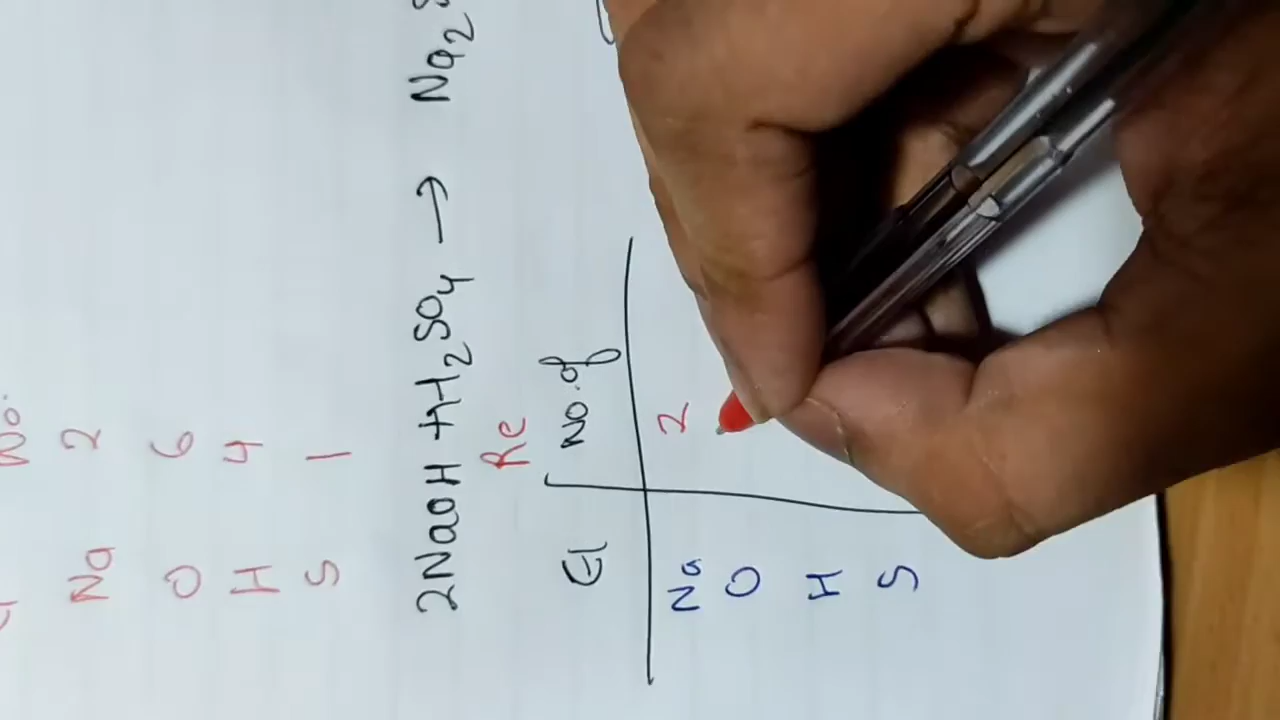 No.
Na 2
O 6
H 4
S 1
2NaOH + H2SO4 → Na2
Re
El No. of
Na 2
O
H
S